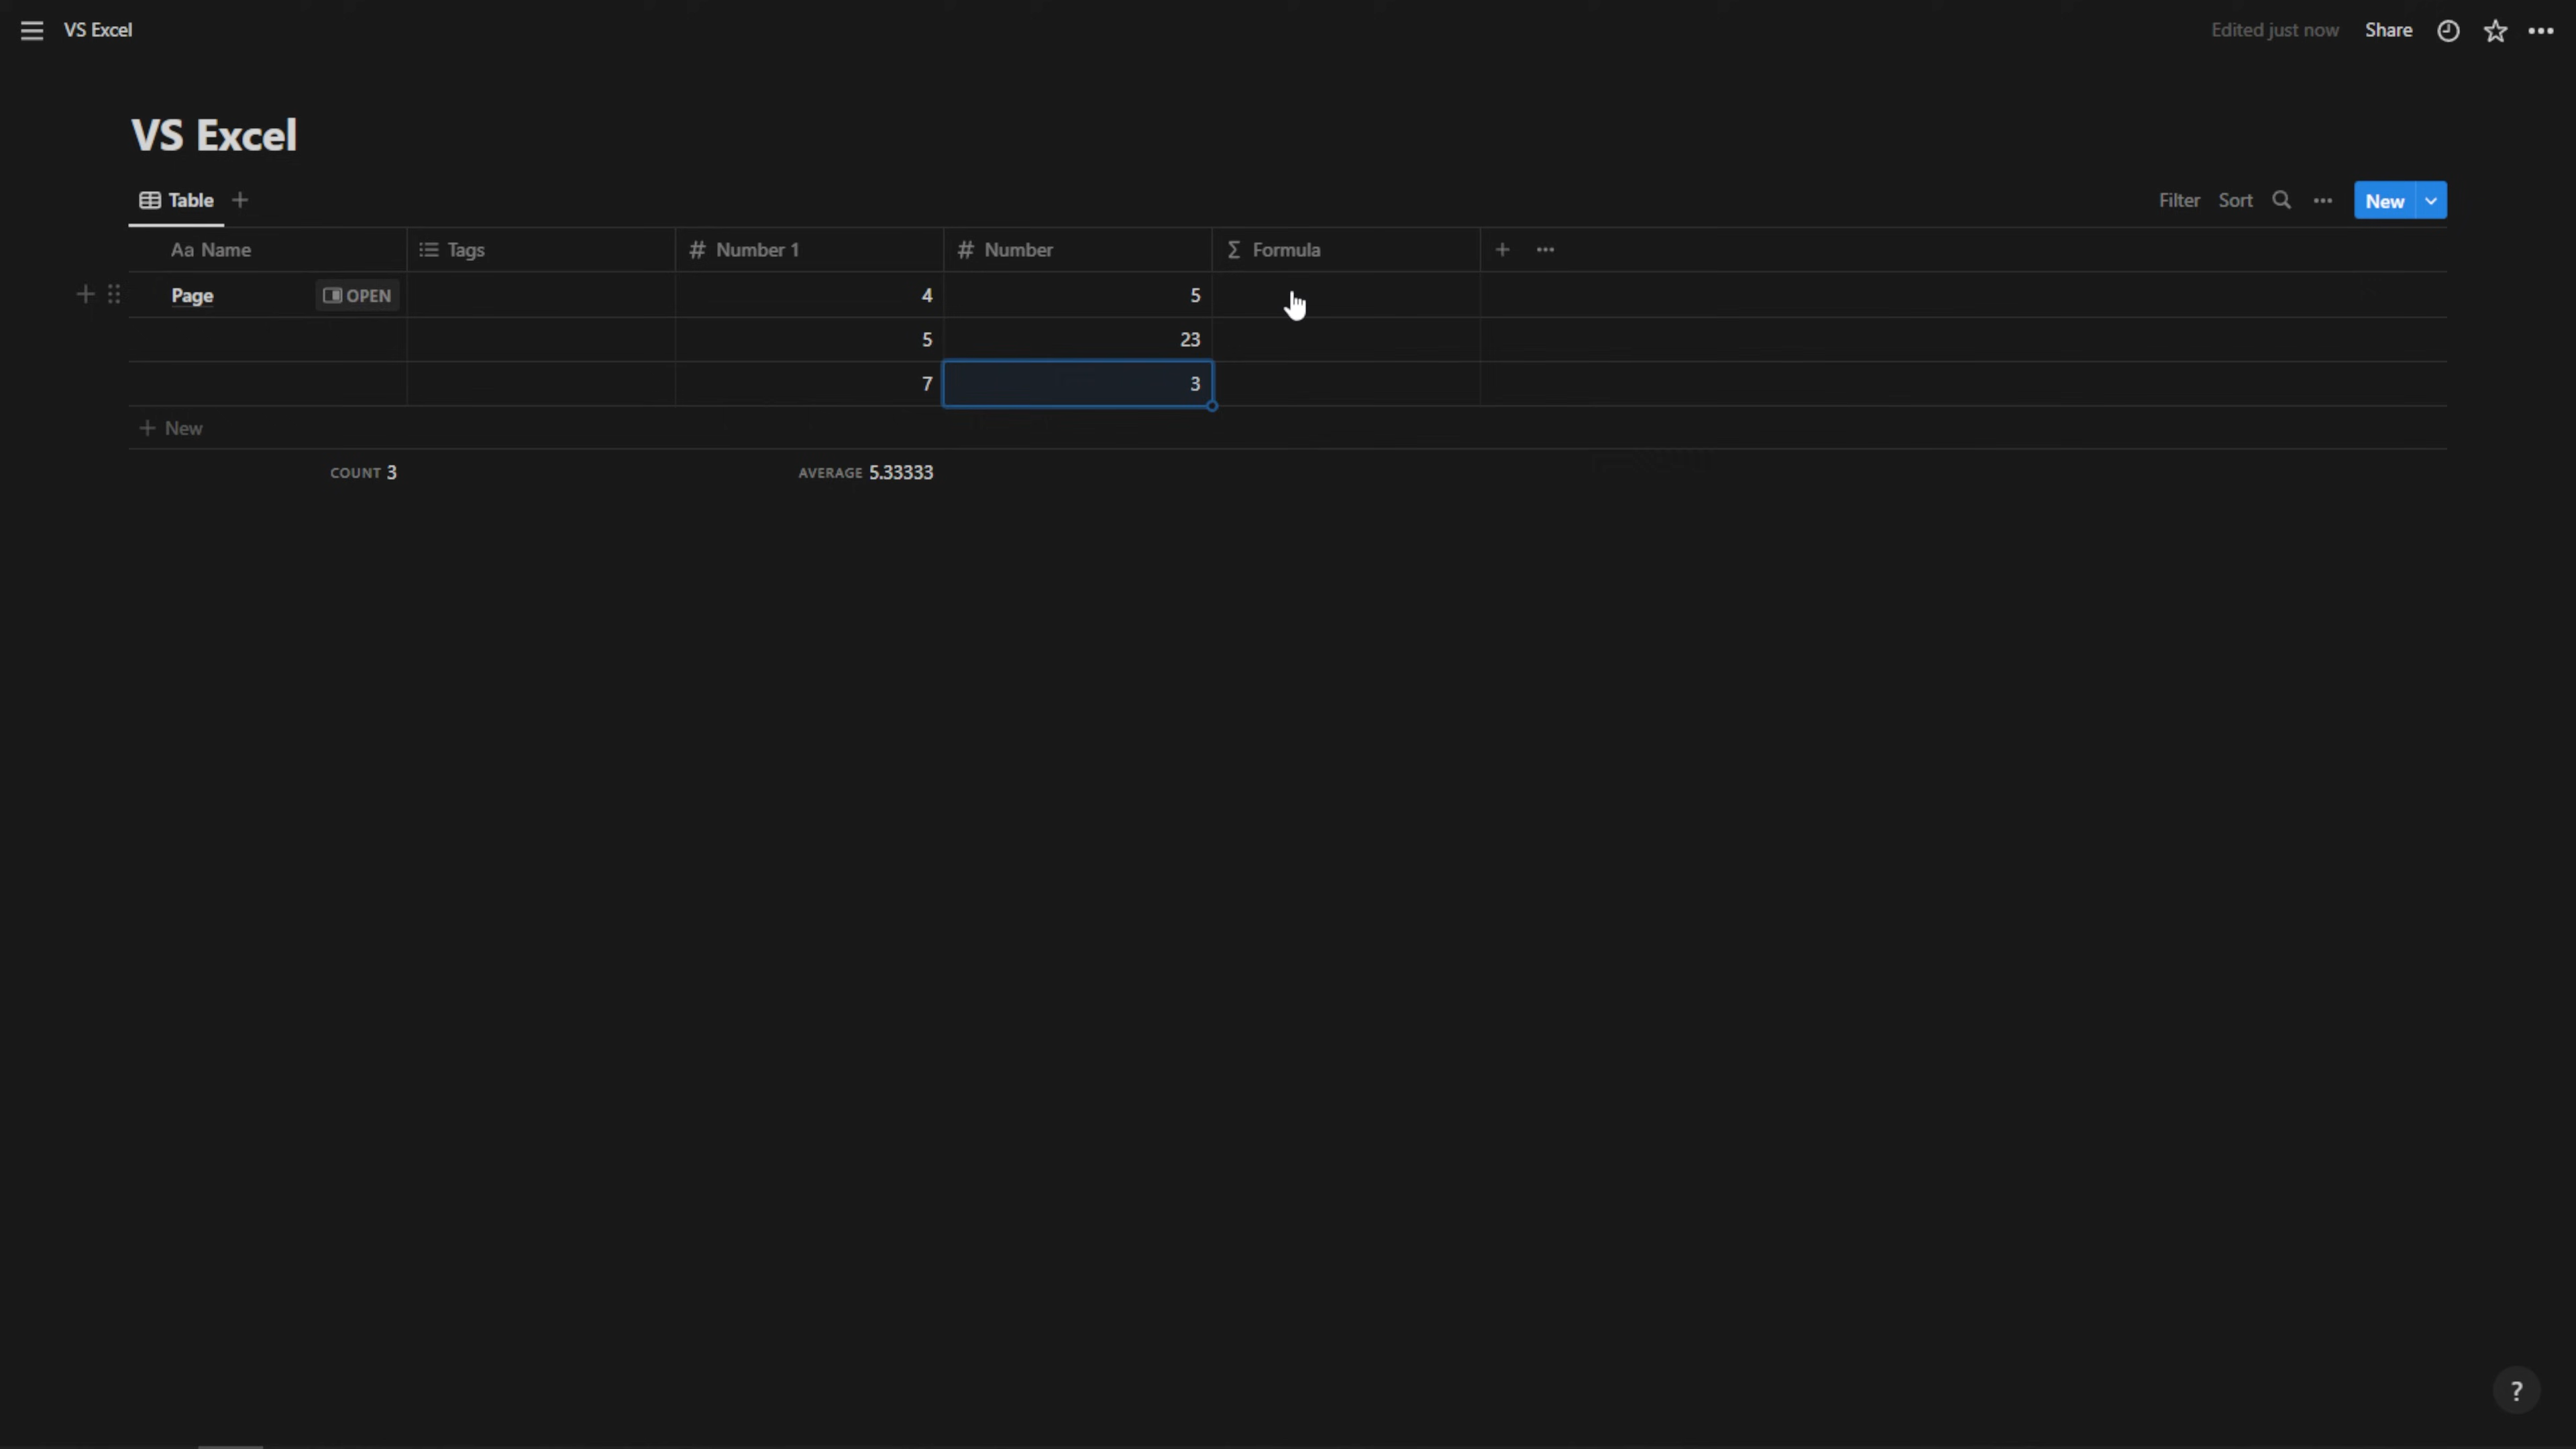 VS Excel
Edited just now Share
VS Excel
Table
Filter Sort New
Aa Name Tags # Number 1 # Number Σ Formula
Page OPEN 4 5
5 23
7 3
+ New
COUNT 3 AVERAGE 5.33333
?